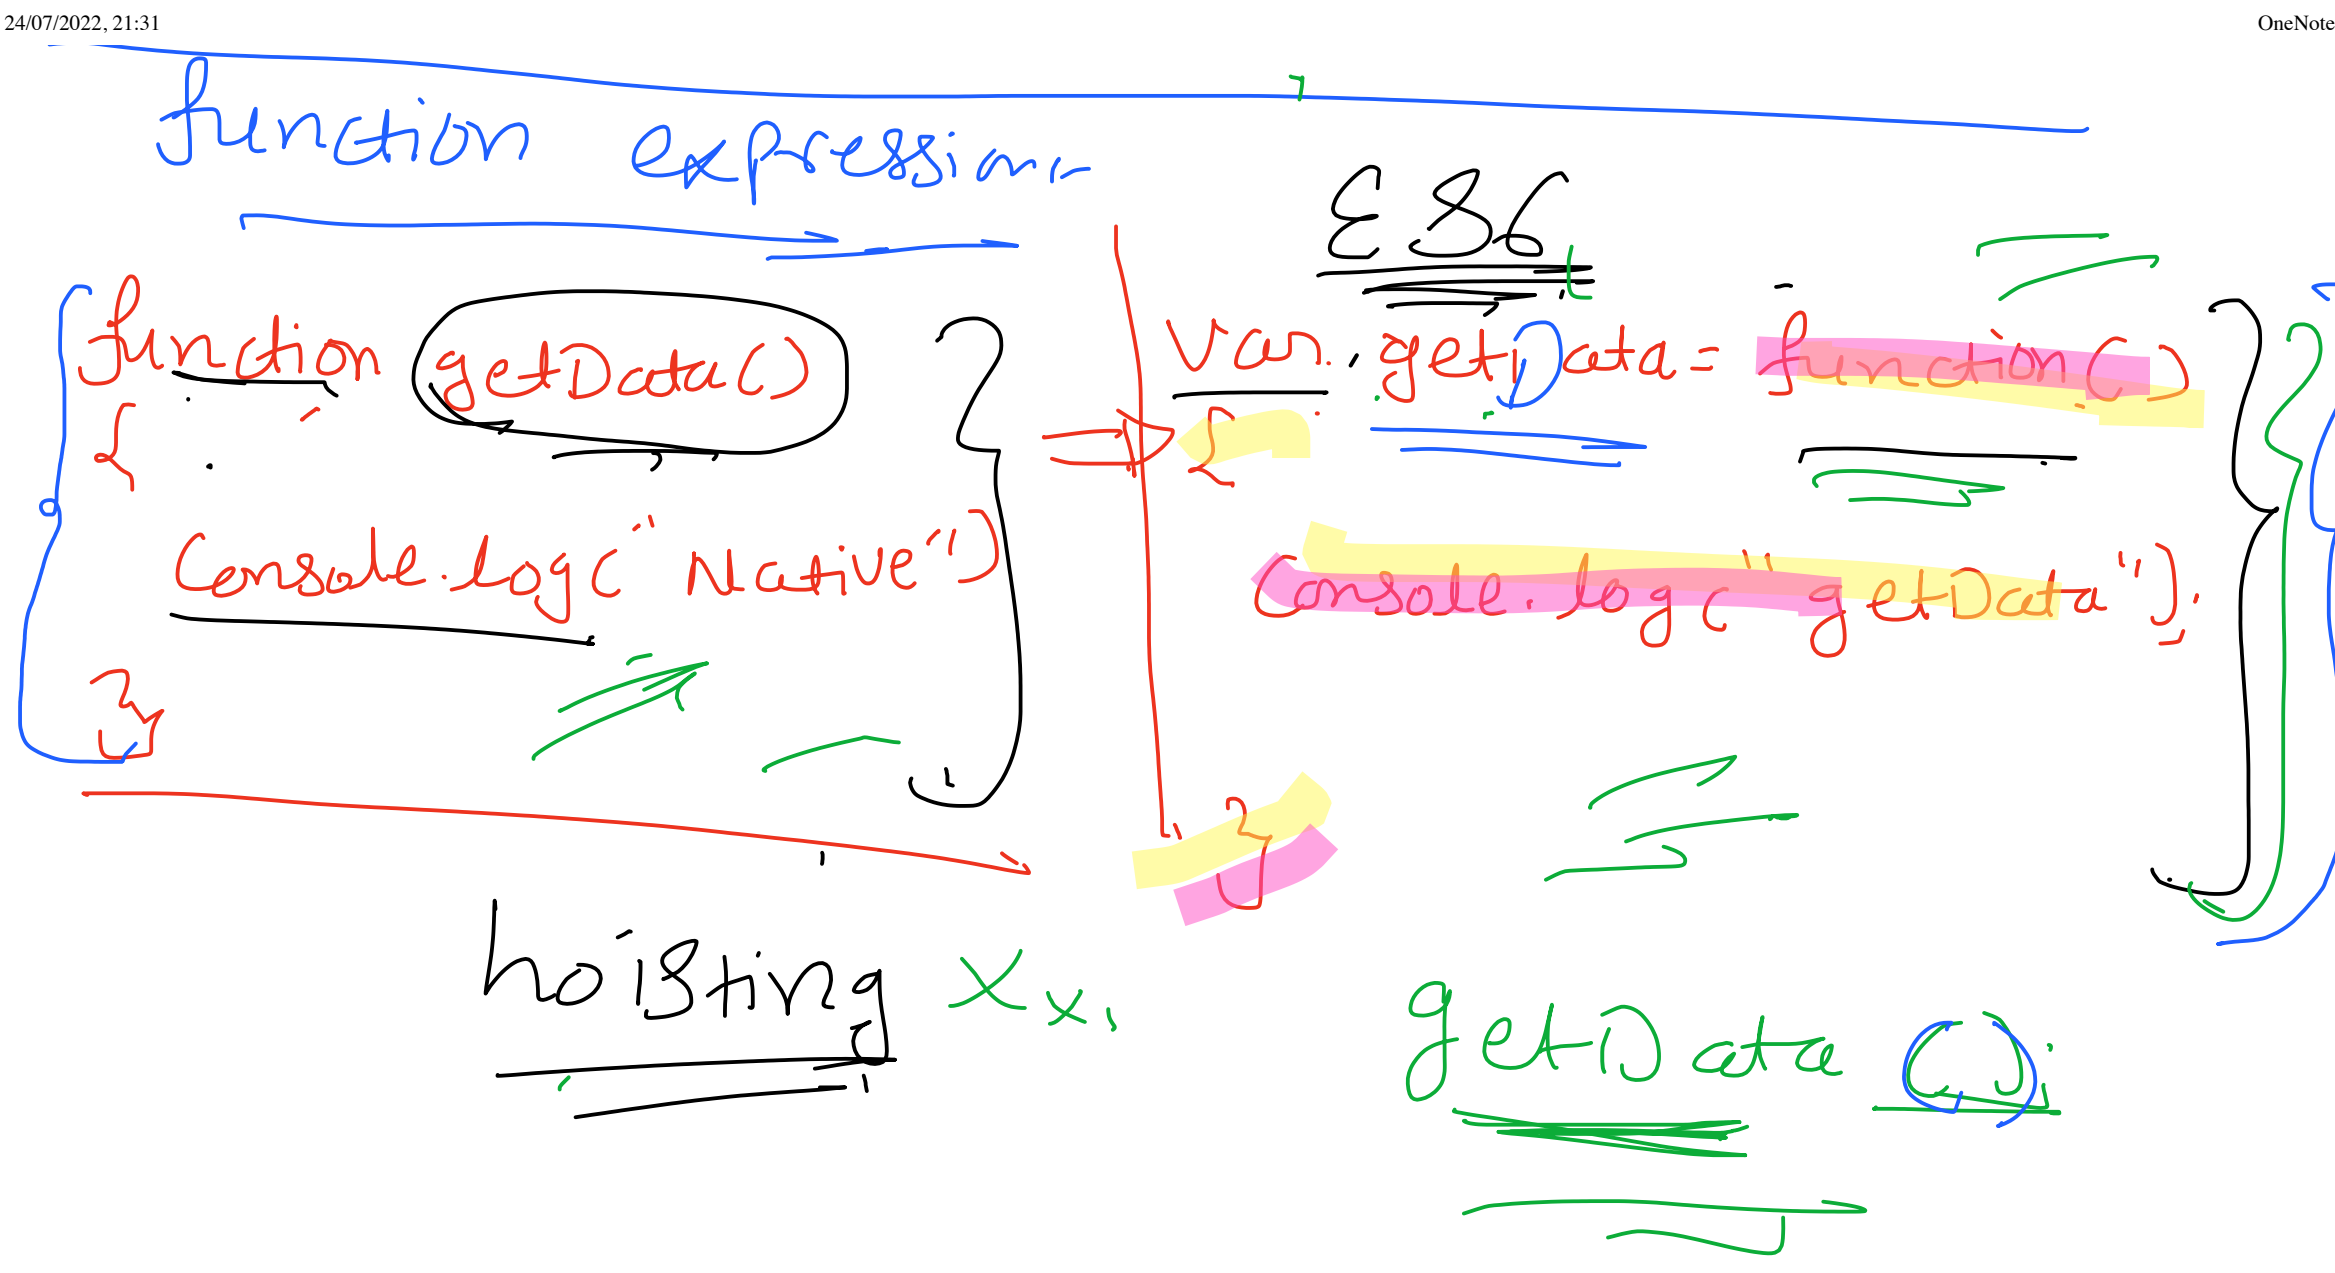 24/07/2022, 21:31
OneNote
function expression
ES6
function getData()
{
Console.log("Native")
}
var getData = function()
{
Console.log("getData");
}
hoisting X X
getData();